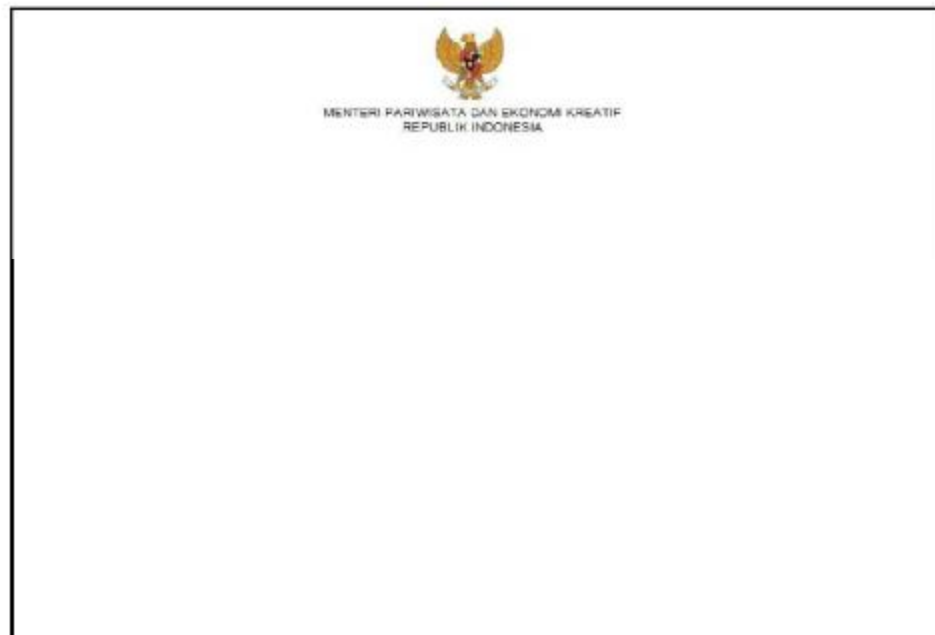 MENTERI PARIWISATA DAN EKONOMI KREATIF
REPUBLIK INDONESIA